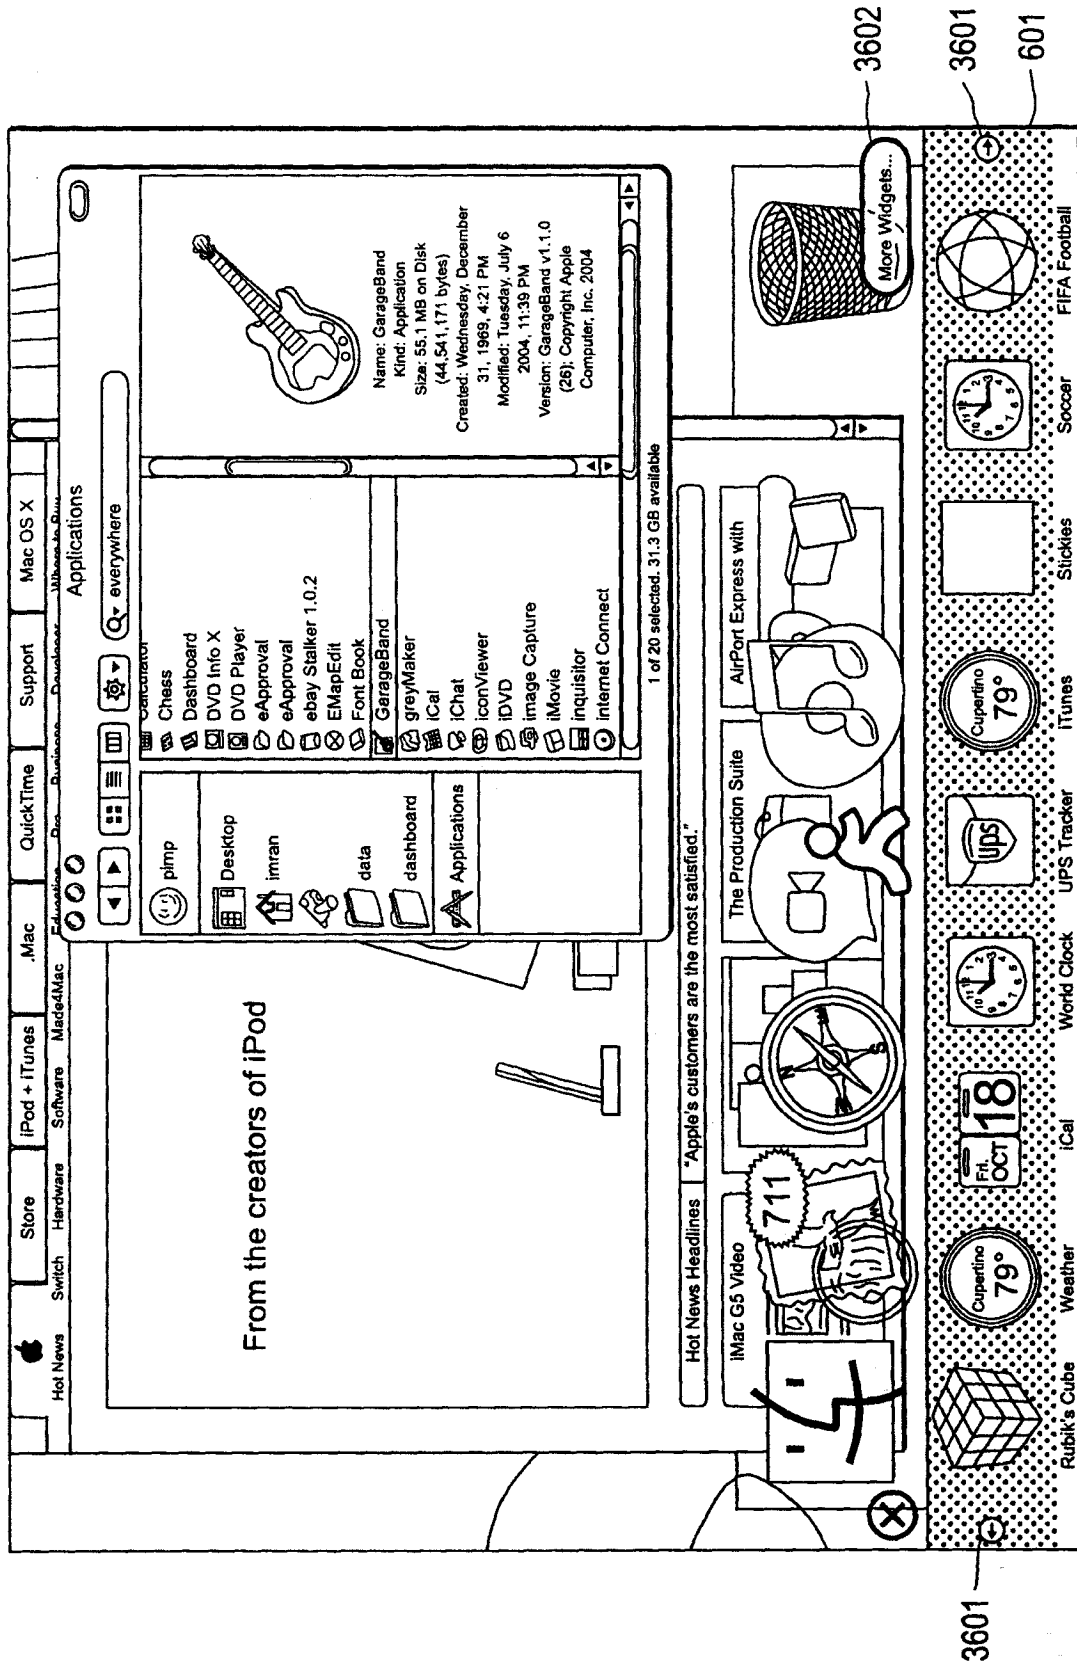 Store
iPod + iTunes
.Mac
QuickTime
Support
Mac OS X
Hot News
Switch
Hardware
Software
Made4Mac
From the creators of iPod
Applications
everywhere
pimp
Desktop
imran
data
dashboard
Applications
Chess
Dashboard
DVD Info X
DVD Player
eApproval
eApproval
ebay Stalker 1.0.2
EMapEdit
Font Book
GarageBand
greyMaker
iCal
iChat
iconViewer
iDVD
image Capture
iMovie
inquisitor
internet Connect
Name: GarageBand
Kind: Application
Size: 55.1 MB on Disk
(44,541,171 bytes)
Created: Wednesday, December
31, 1969, 4:21 PM
Modified: Tuesday, July 6
2004, 11:39 PM
Version: GarageBand v1.1.0
(26); Copyright Apple
Computer, Inc. 2004
1 of 20 selected. 31.3 GB available
Hot News Headlines
"Apple's customers are the most satisfied."
iMac G5 Video
The Production Suite
AirPort Express with
711
N
S
More Widgets...
3602
3601
3601
601
Cupertino
79°
Fri.
OCT
18
ups
Cupertino
79°
Rubik's Cube
Weather
iCal
World Clock
UPS Tracker
iTunes
Stickies
Soccer
FIFA Football